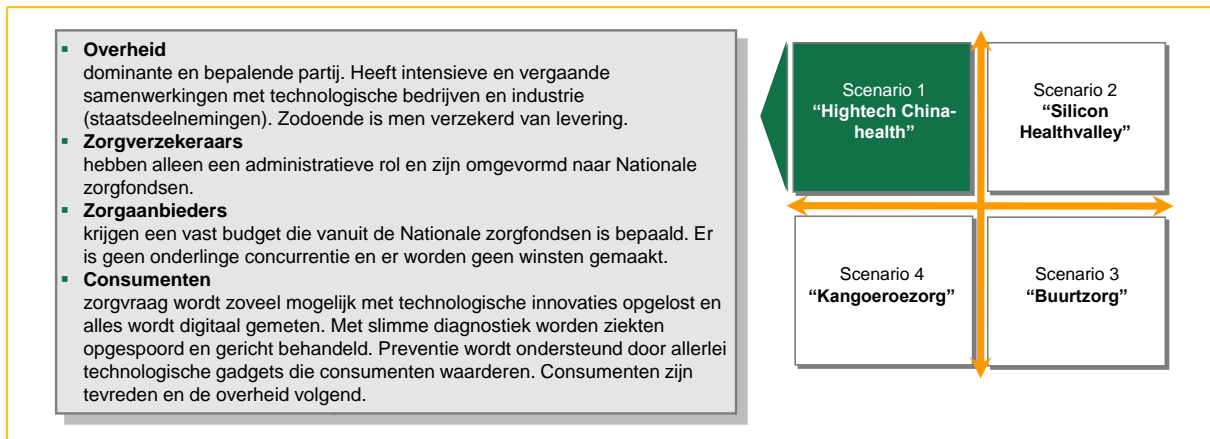 Overheid
dominante en bepalende partij. Heeft intensieve en vergaande
samenwerkingen met technologische bedrijven en industrie
(staatsdeelnemingen). Zodoende is men verzekerd van levering.
Zorgverzekeraars
hebben alleen een administratieve rol en zijn omgevormd naar Nationale
zorgfondsen.
Zorgaanbieders
krijgen een vast budget die vanuit de Nationale zorgfondsen is bepaald. Er
is geen onderlinge concurrentie en er worden geen winsten gemaakt.
Consumenten
zorgvraag wordt zoveel mogelijk met technologische innovaties opgelost en
alles wordt digitaal gemeten. Met slimme diagnostiek worden ziekten
opgespoord en gericht behandeld. Preventie wordt ondersteund door allerlei
technologische gadgets die consumenten waarderen. Consumenten zijn
tevreden en de overheid volgend.
Scenario 1
“Hightech China-
health”
Scenario 2
“Silicon
Healthvalley”
Scenario 4
“Kangoeroezorg”
Scenario 3
“Buurtzorg”